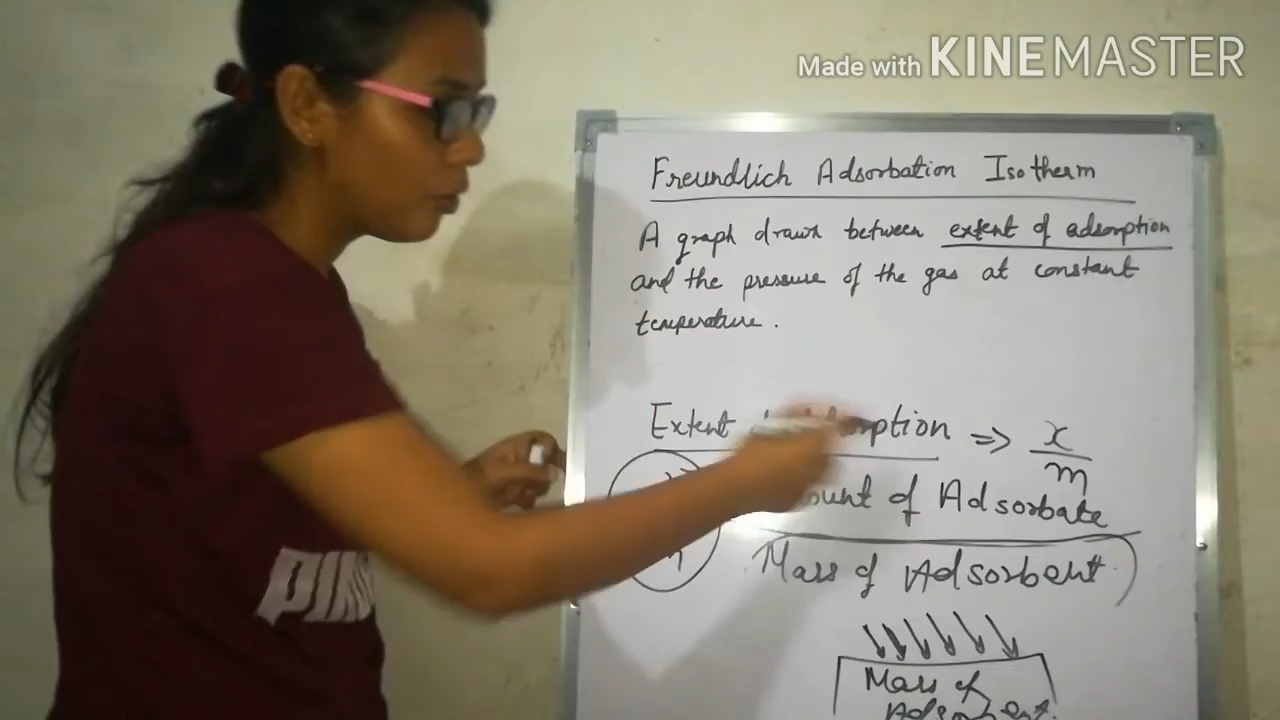 Made with KINEMASTER
Freundlich Adsorbation Isotherm
A graph drawn between extent of adsorption
and the pressure of the gas at constant
temperature.
Extent ption => x
m
of Adsorbate
Mass of Adsorbent
Mass of
Adsorbent